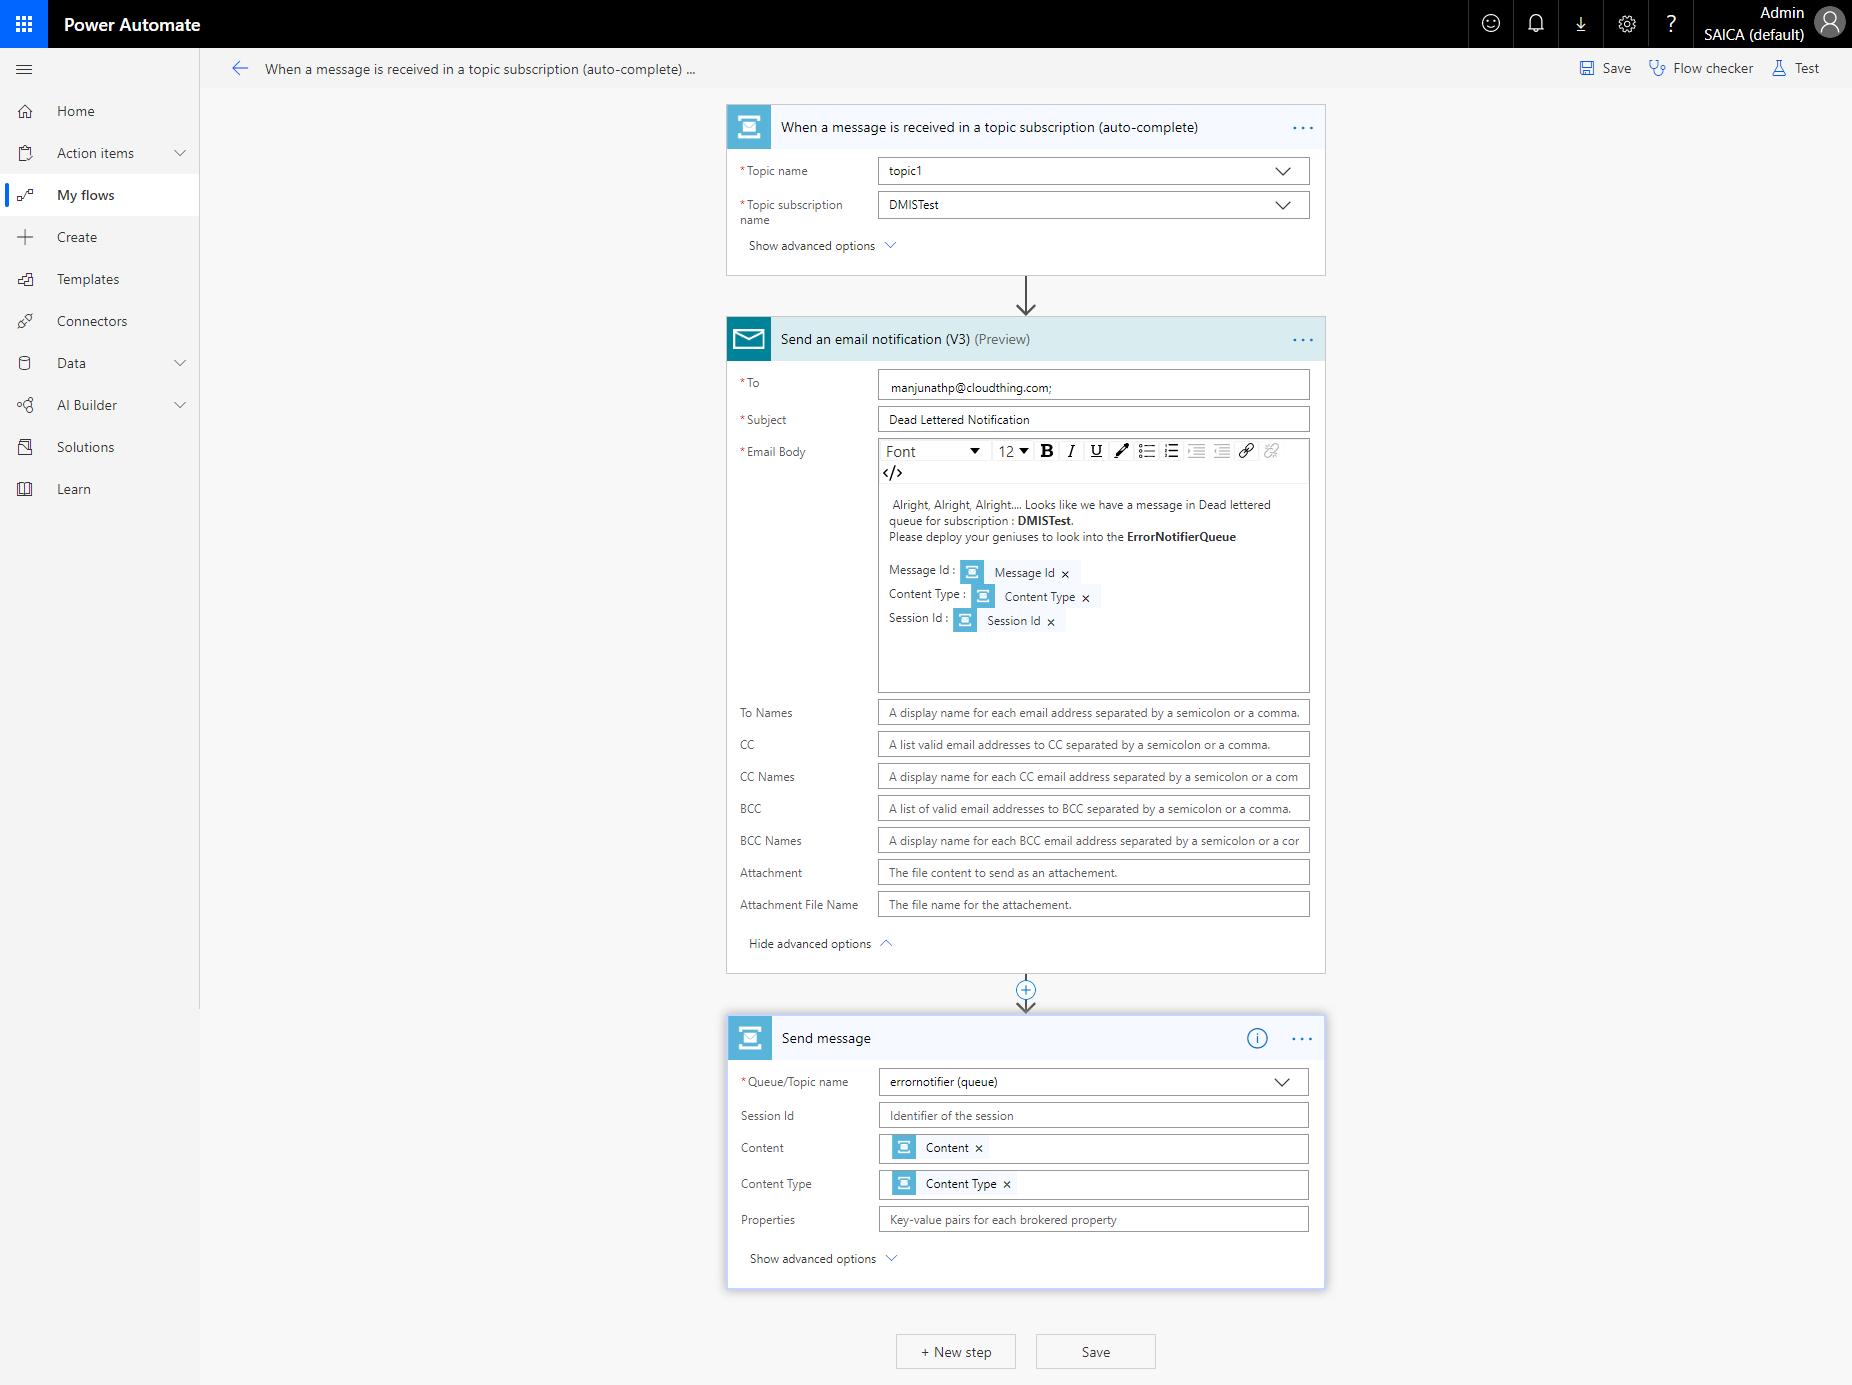 Power Automate
?
Admin
SAICA (default)
When a message is received in a topic subscription (auto-complete) ...
Save
Flow checker
Test
Home
Action items
My flows
Create
Templates
Connectors
Data
AI Builder
Solutions
Learn
When a message is received in a topic subscription (auto-complete)
* Topic name
topic1
* Topic subscription
name
DMISTest
Show advanced options
Send an email notification (V3) (Preview)
* To
manjunathp@cloudthing.com;
* Subject
Dead Lettered Notification
* Email Body
Font 12 B I U
</>
Alright, Alright, Alright.... Looks like we have a message in Dead lettered
queue for subscription : DMISTest.
Please deploy your geniuses to look into the ErrorNotifierQueue
Message Id : Message Id x
Content Type : Content Type x
Session Id : Session Id x
To Names
A display name for each email address separated by a semicolon or a comma.
CC
A list valid email addresses to CC separated by a semicolon or a comma.
CC Names
A display name for each CC email address separated by a semicolon or a com
BCC
A list of valid email addresses to BCC separated by a semicolon or a comma.
BCC Names
A display name for each BCC email address separated by a semicolon or a cor
Attachment
The file content to send as an attachement.
Attachment File Name
The file name for the attachement.
Hide advanced options
Send message
* Queue/Topic name
errornotifier (queue)
Session Id
Identifier of the session
Content
Content x
Content Type
Content Type x
Properties
Key-value pairs for each brokered property
Show advanced options
+ New step
Save